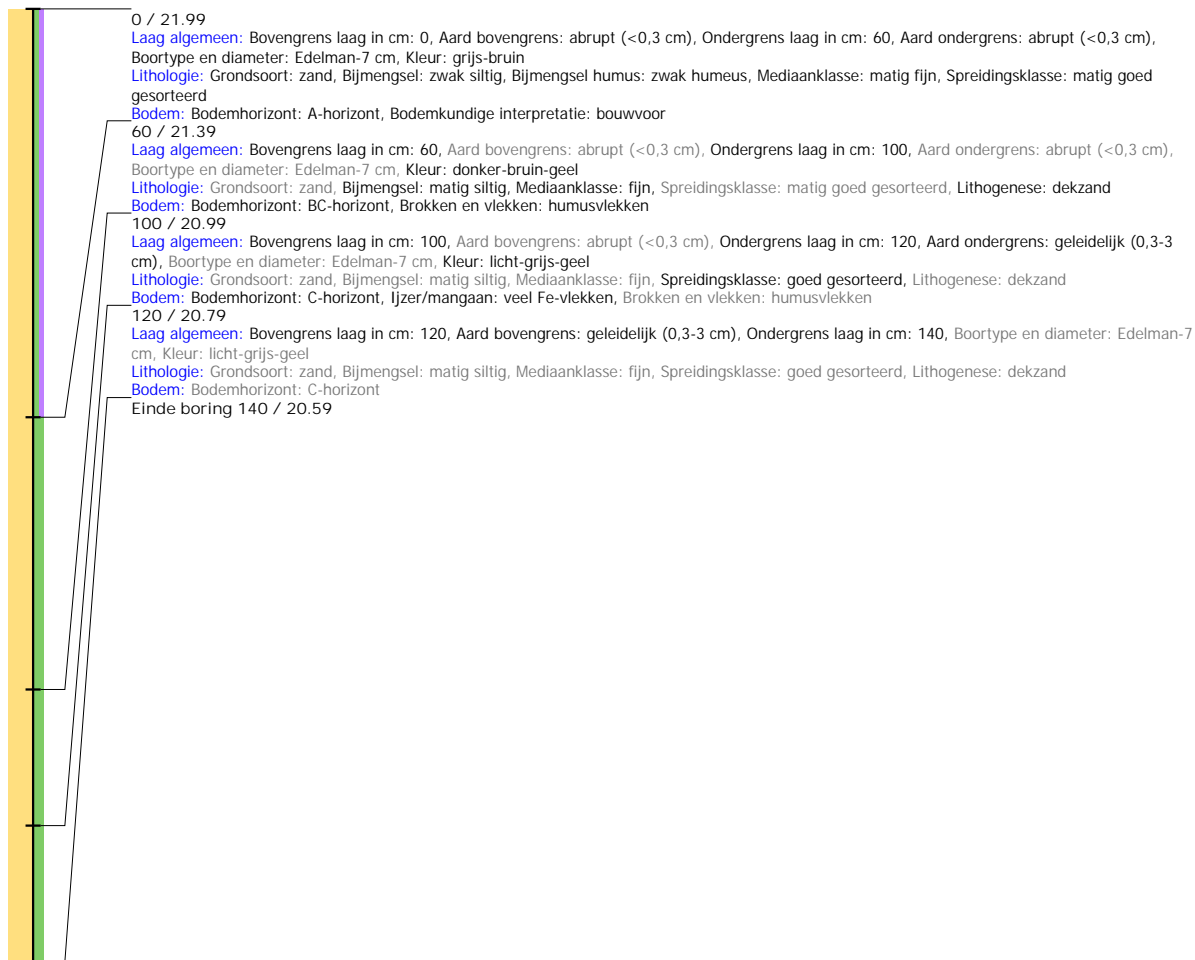 0 / 21.99
Laag algemeen: Bovengrens laag in cm: 0, Aard bovengrens: abrupt (<0,3 cm), Ondergrens laag in cm: 60, Aard ondergrens: abrupt (<0,3 cm),
Boortype en diameter: Edelman-7 cm, Kleur: grijs-bruin
Lithologie: Grondsoort: zand, Bijmengsel: zwak siltig, Bijmengsel humus: zwak humeus, Mediaanklasse: matig fijn, Spreidingsklasse: matig goed
gesorteerd
Bodem: Bodemhorizont: A-horizont, Bodemkundige interpretatie: bouwvoor
60 / 21.39
Laag algemeen: Bovengrens laag in cm: 60, Aard bovengrens: abrupt (<0,3 cm), Ondergrens laag in cm: 100, Aard ondergrens: abrupt (<0,3 cm),
Boortype en diameter: Edelman-7 cm, Kleur: donker-bruin-geel
Lithologie: Grondsoort: zand, Bijmengsel: matig siltig, Mediaanklasse: fijn, Spreidingsklasse: matig goed gesorteerd, Lithogenese: dekzand
Bodem: Bodemhorizont: BC-horizont, Brokken en vlekken: humusvlekken
100 / 20.99
Laag algemeen: Bovengrens laag in cm: 100, Aard bovengrens: abrupt (<0,3 cm), Ondergrens laag in cm: 120, Aard ondergrens: geleidelijk (0,3-3
cm), Boortype en diameter: Edelman-7 cm, Kleur: licht-grijs-geel
Lithologie: Grondsoort: zand, Bijmengsel: matig siltig, Mediaanklasse: fijn, Spreidingsklasse: goed gesorteerd, Lithogenese: dekzand
Bodem: Bodemhorizont: C-horizont, Ijzer/mangaan: veel Fe-vlekken, Brokken en vlekken: humusvlekken
120 / 20.79
Laag algemeen: Bovengrens laag in cm: 120, Aard bovengrens: geleidelijk (0,3-3 cm), Ondergrens laag in cm: 140, Boortype en diameter: Edelman-7
cm, Kleur: licht-grijs-geel
Lithologie: Grondsoort: zand, Bijmengsel: matig siltig, Mediaanklasse: fijn, Spreidingsklasse: goed gesorteerd, Lithogenese: dekzand
Bodem: Bodemhorizont: C-horizont
Einde boring 140 / 20.59